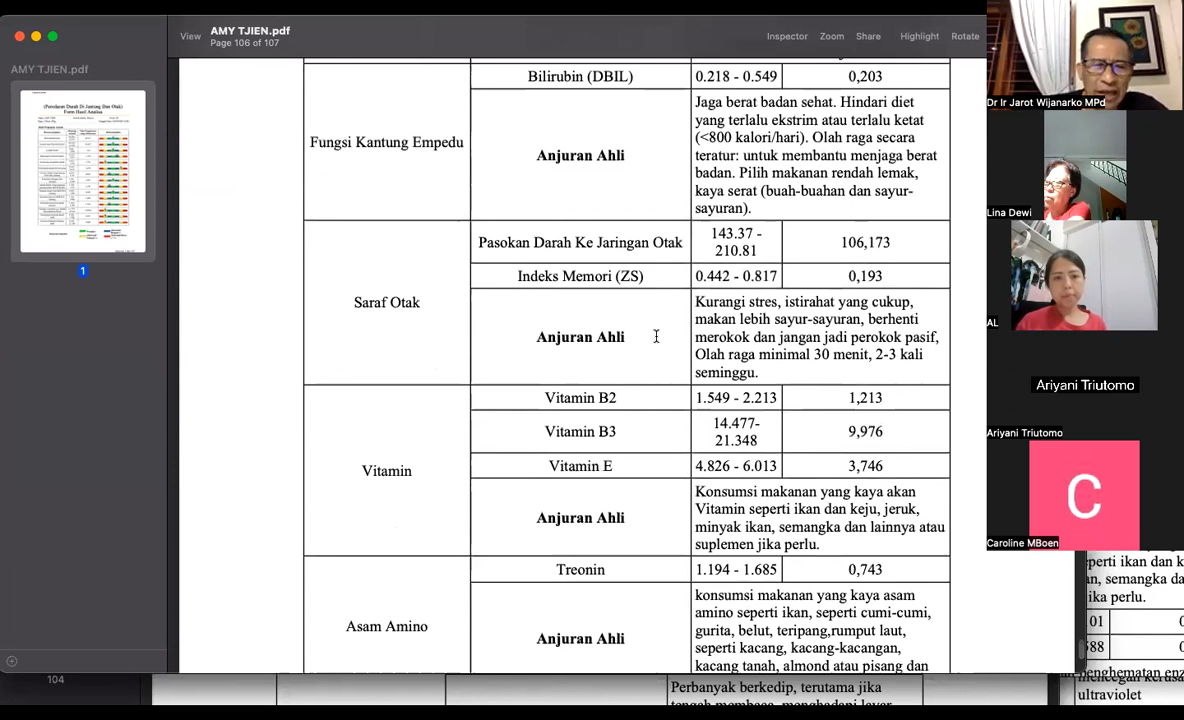 AMY TJIEN.pdf
Page 106 of 107
View
Inspector
Zoom
Share
Highlight
Rotate
AMY TJIEN.pdf
1
104
Bilirubin (DBIL)
0.218 - 0.549
0,203
Fungsi Kantung Empedu
Anjuran Ahli
Jaga berat badan sehat. Hindari diet
yang terlalu ekstrim atau terlalu ketat
(<800 kalori/hari). Olah raga secara
teratur: untuk membantu menjaga berat
badan. Pilih makanan rendah lemak,
kaya serat (buah-buahan dan sayur-
sayuran).
Saraf Otak
Pasokan Darah Ke Jaringan Otak
143.37 -
210.81
106,173
Indeks Memori (ZS)
0.442 - 0.817
0,193
Anjuran Ahli
Kurangi stres, istirahat yang cukup,
makan lebih sayur-sayuran, berhenti
merokok dan jangan jadi perokok pasif,
Olah raga minimal 30 menit, 2-3 kali
seminggu.
Vitamin
Vitamin B2
1.549 - 2.213
1,213
Vitamin B3
14.477-
21.348
9,976
Vitamin E
4.826 - 6.013
3,746
Anjuran Ahli
Konsumsi makanan yang kaya akan
Vitamin seperti ikan dan keju, jeruk,
minyak ikan, semangka dan lainnya atau
suplemen jika perlu.
Asam Amino
Treonin
1.194 - 1.685
0,743
Anjuran Ahli
konsumsi makanan yang kaya asam
amino seperti ikan, seperti cumi-cumi,
gurita, belut, teripang,rumput laut,
seperti kacang, kacang-kacangan,
kacang tanah, almond atau pisang dan
Perbanyak berkedip, terutama jika
Dr Ir Jarot Wijanarko MPd
Lina Dewi
AL
Ariyani Triutomo
Ariyani Triutomo
C
Caroline MBoen
seperti ikan dan k
semangka da
jika perlu.
01
588
penghematan enz
ultraviolet